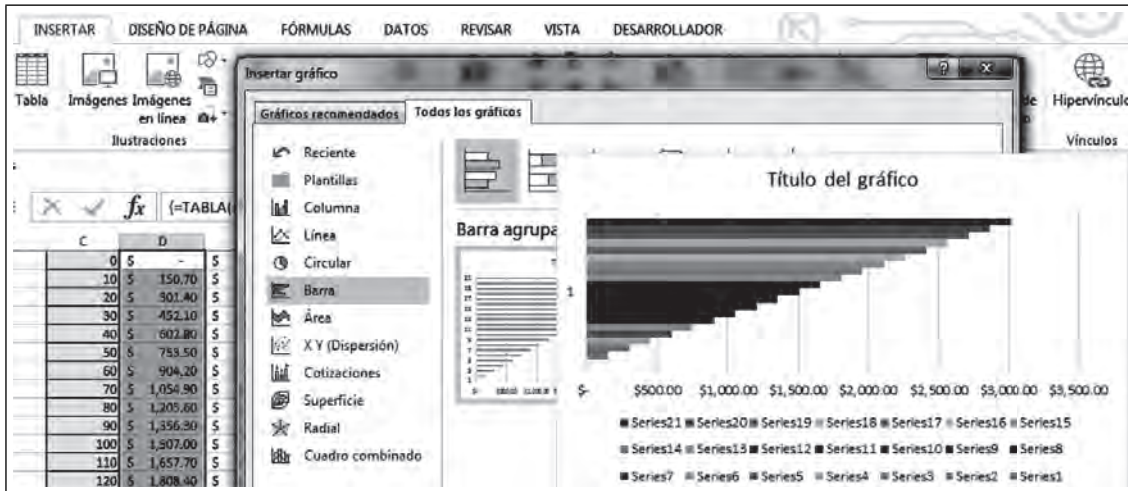 INSERTAR DISEÑO DE PÁGINA FÓRMULAS DATOS REVISAR VISTA DESARROLLADOR
Tabla Imágenes Imágenes en línea
Ilustraciones
Hipervínculo
Vínculos
Insertar gráfico
Gráficos recomendados Todos los gráficos
Reciente
Plantillas
Columna
Línea
Circular
Barra
Área
X Y (Dispersión)
Cotizaciones
Superficie
Radial
Cuadro combinado
Barra agrupa
fx {=TABLA(
C D
0 $ - $
10 $ 150.70 $
20 $ 301.40 $
30 $ 452.10 $
40 $ 602.80 $
50 $ 753.50 $
60 $ 904.20 $
70 $ 1,054.90 $
80 $ 1,205.60 $
90 $ 1,356.30 $
100 $ 1,507.00 $
110 $ 1,657.70 $
120 $ 1,808.40 $
Título del gráfico
1
$- $500.00 $1,000.00 $1,500.00 $2,000.00 $2,500.00 $3,000.00 $3,500.00
Series21 Series20 Series19 Series18 Series17 Series16 Series15
Series14 Series13 Series12 Series11 Series10 Series9 Series8
Series7 Series6 Series5 Series4 Series3 Series2 Series1